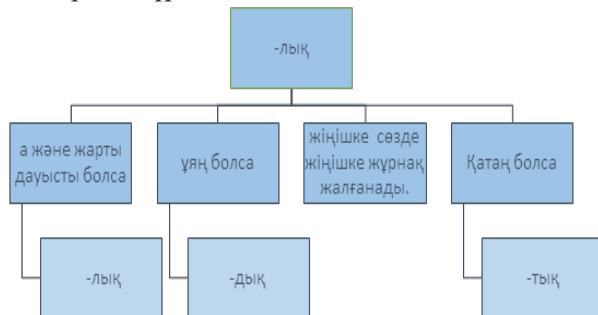 -лық
а және жарты
дауысты болса
ұяң болса
жіңішке сөзде
жіңішке жұрнақ
жалғанады.
Қатаң болса
-лық
-дық
-тық